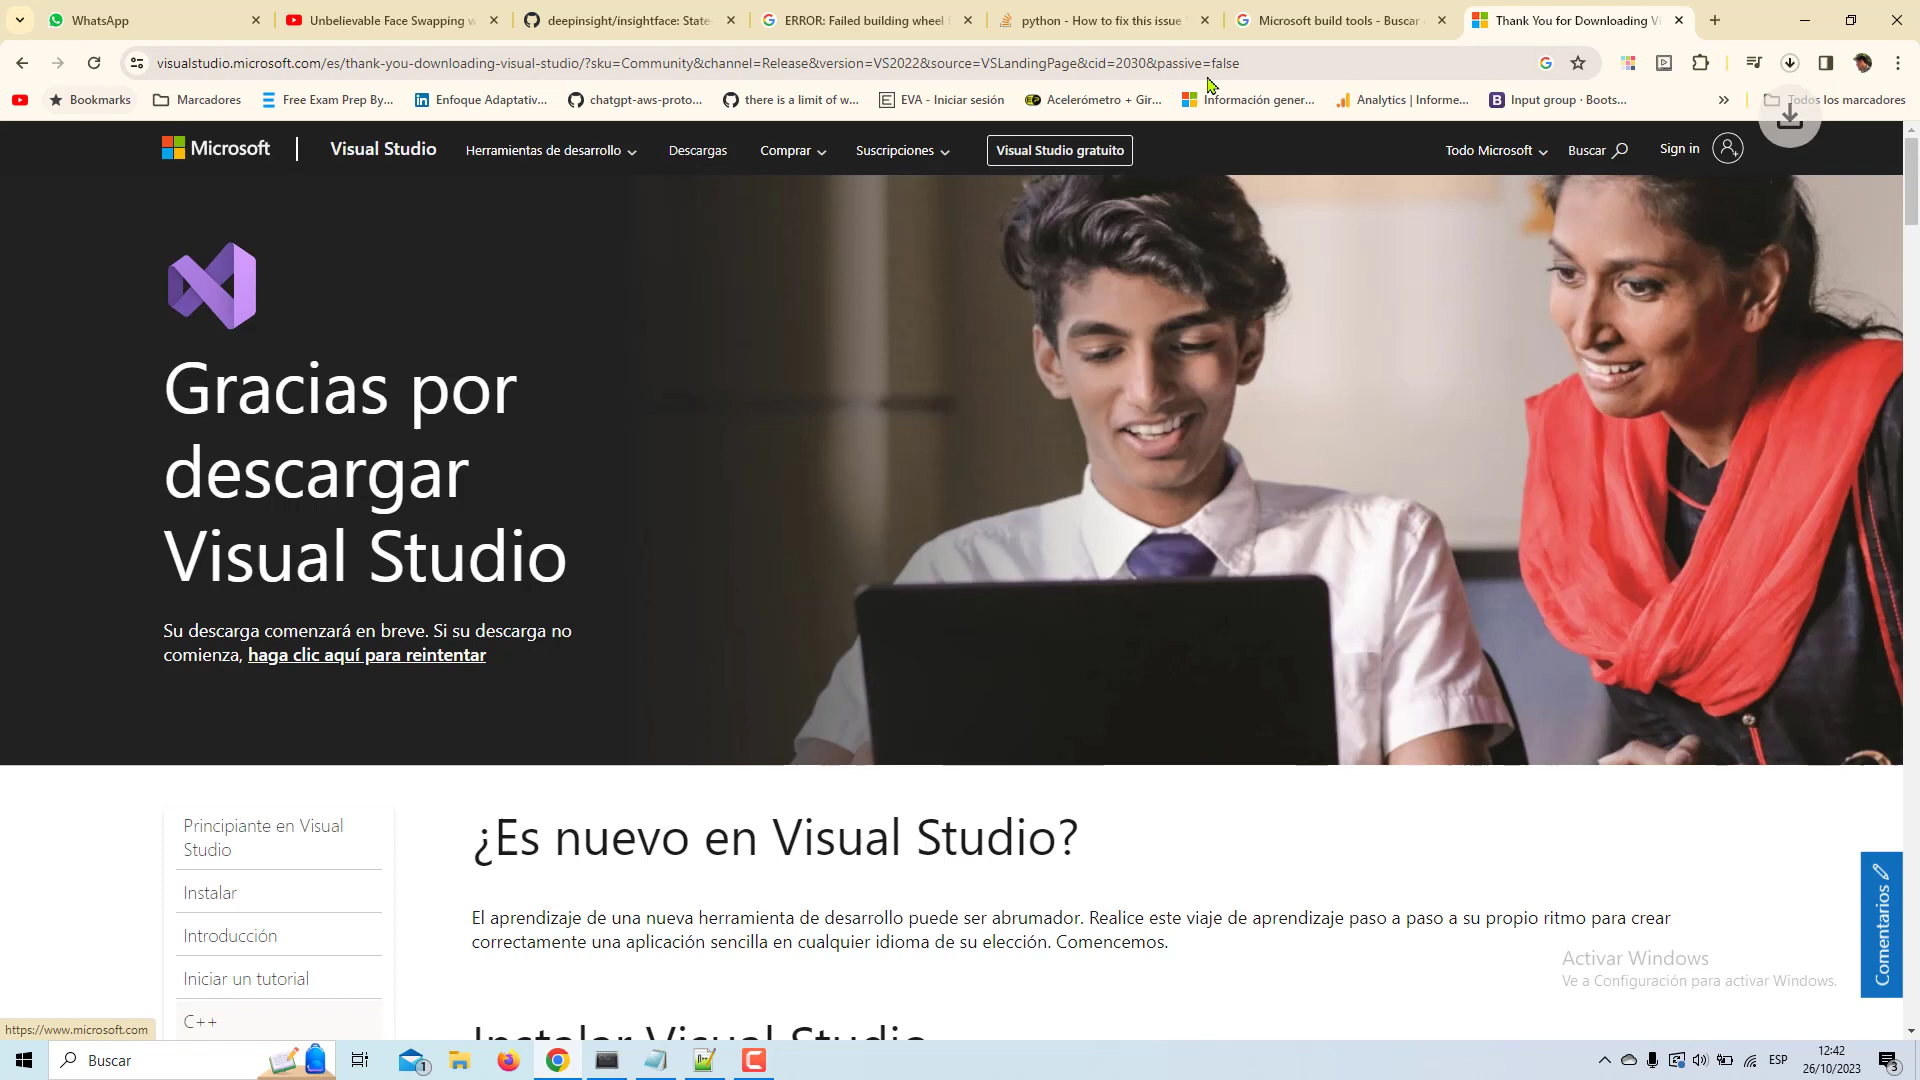 WhatsApp
Unbelievable Face Swapping
deepinsight/insightface: State
ERROR: Failed building wheel
python - How to fix this issue
Microsoft build tools - Buscar
Thank You for Downloading Vi
visualstudio.microsoft.com/es/thank-you-downloading-visual-studio/?sku=Community&channel=Release&version=VS2022&source=VSLandingPage&cid=2030&passive=false
Bookmarks
Marcadores
Free Exam Prep By...
Enfoque Adaptativ...
chatgpt-aws-proto...
there is a limit of w...
EVA - Iniciar sesión
Acelerómetro + Gir...
Información gener...
Analytics | Informe...
Input group · Boots...
Todos los marcadores
Microsoft
Visual Studio
Herramientas de desarrollo
Descargas
Comprar
Suscripciones
Visual Studio gratuito
Todo Microsoft
Buscar
Sign in
Gracias por
descargar
Visual Studio
Su descarga comenzará en breve. Si su descarga no
comienza, haga clic aquí para reintentar
Principiante en Visual
Studio
Instalar
Introducción
Iniciar un tutorial
C++
¿Es nuevo en Visual Studio?
El aprendizaje de una nueva herramienta de desarrollo puede ser abrumador. Realice este viaje de aprendizaje paso a paso a su propio ritmo para crear
correctamente una aplicación sencilla en cualquier idioma de su elección. Comencemos.
Instalar Visual Studio
Comentarios
Activar Windows
Ve a Configuración para activar Windows.
https://www.microsoft.com
Buscar
1
ESP
12:42
26/10/2023
3